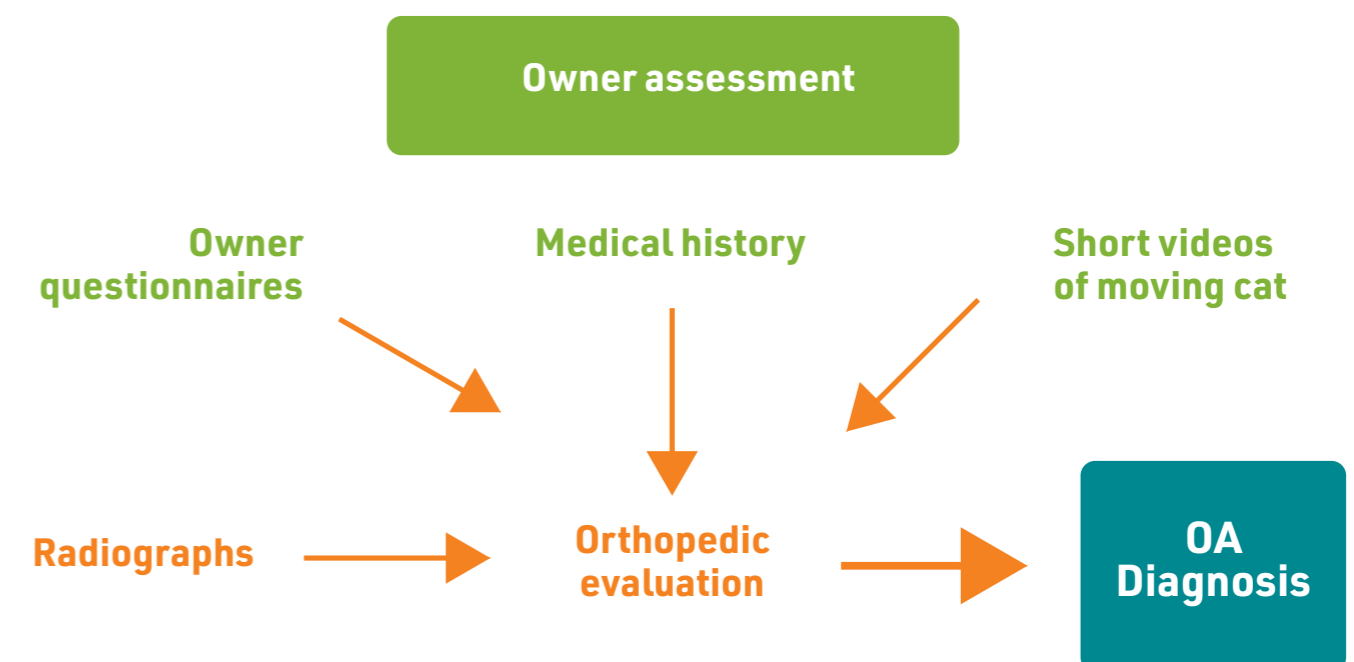 Owner assessment
Owner
questionnaires
Medical history
Short videos
of moving cat
Radiographs
Orthopedic
evaluation
OA
Diagnosis